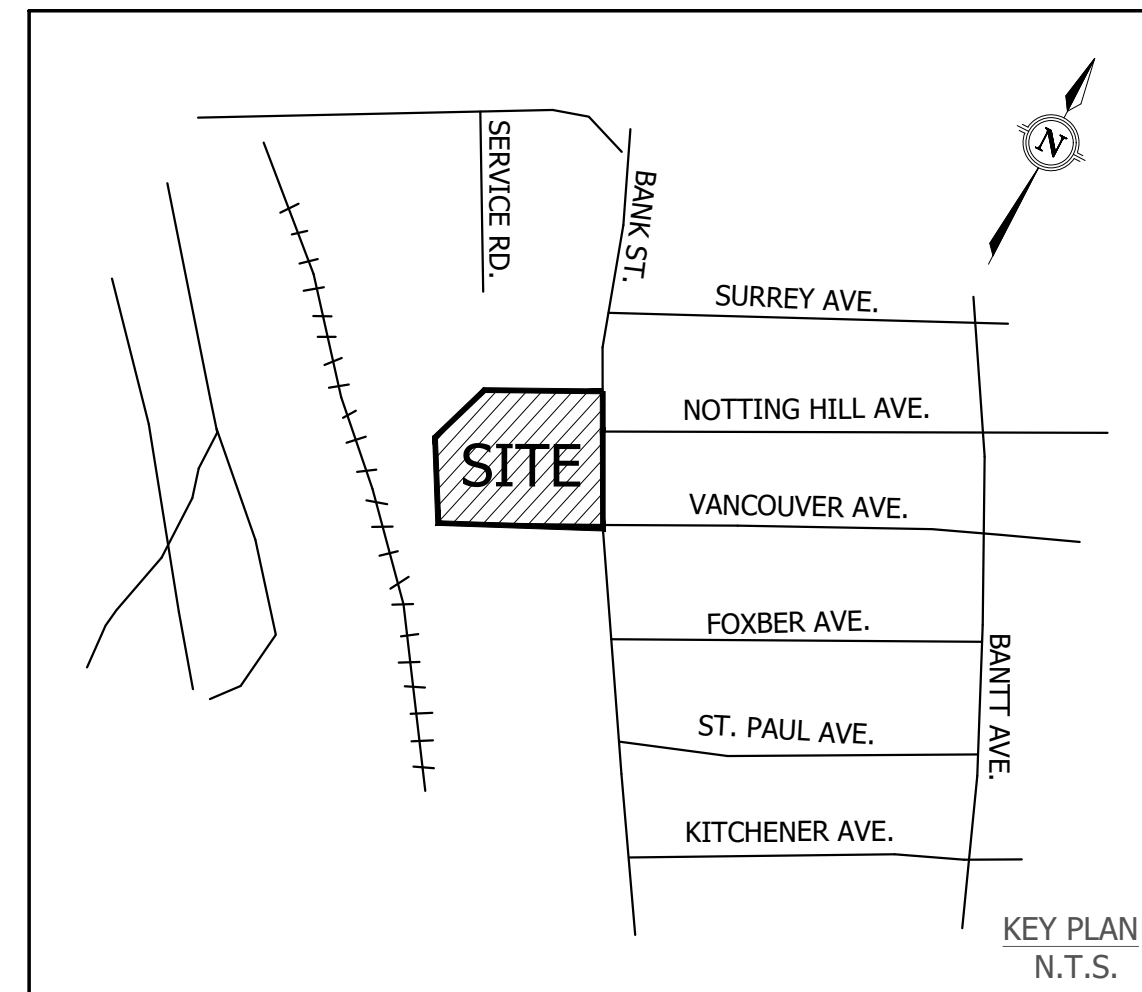 SERVICE RD.
BANK ST.
N
SURREY AVE.
NOTTING HILL AVE.
SITE
VANCOUVER AVE.
FOXBER AVE.
BANTT AVE.
ST. PAUL AVE.
KITCHENER AVE.
KEY PLAN
N.T.S.